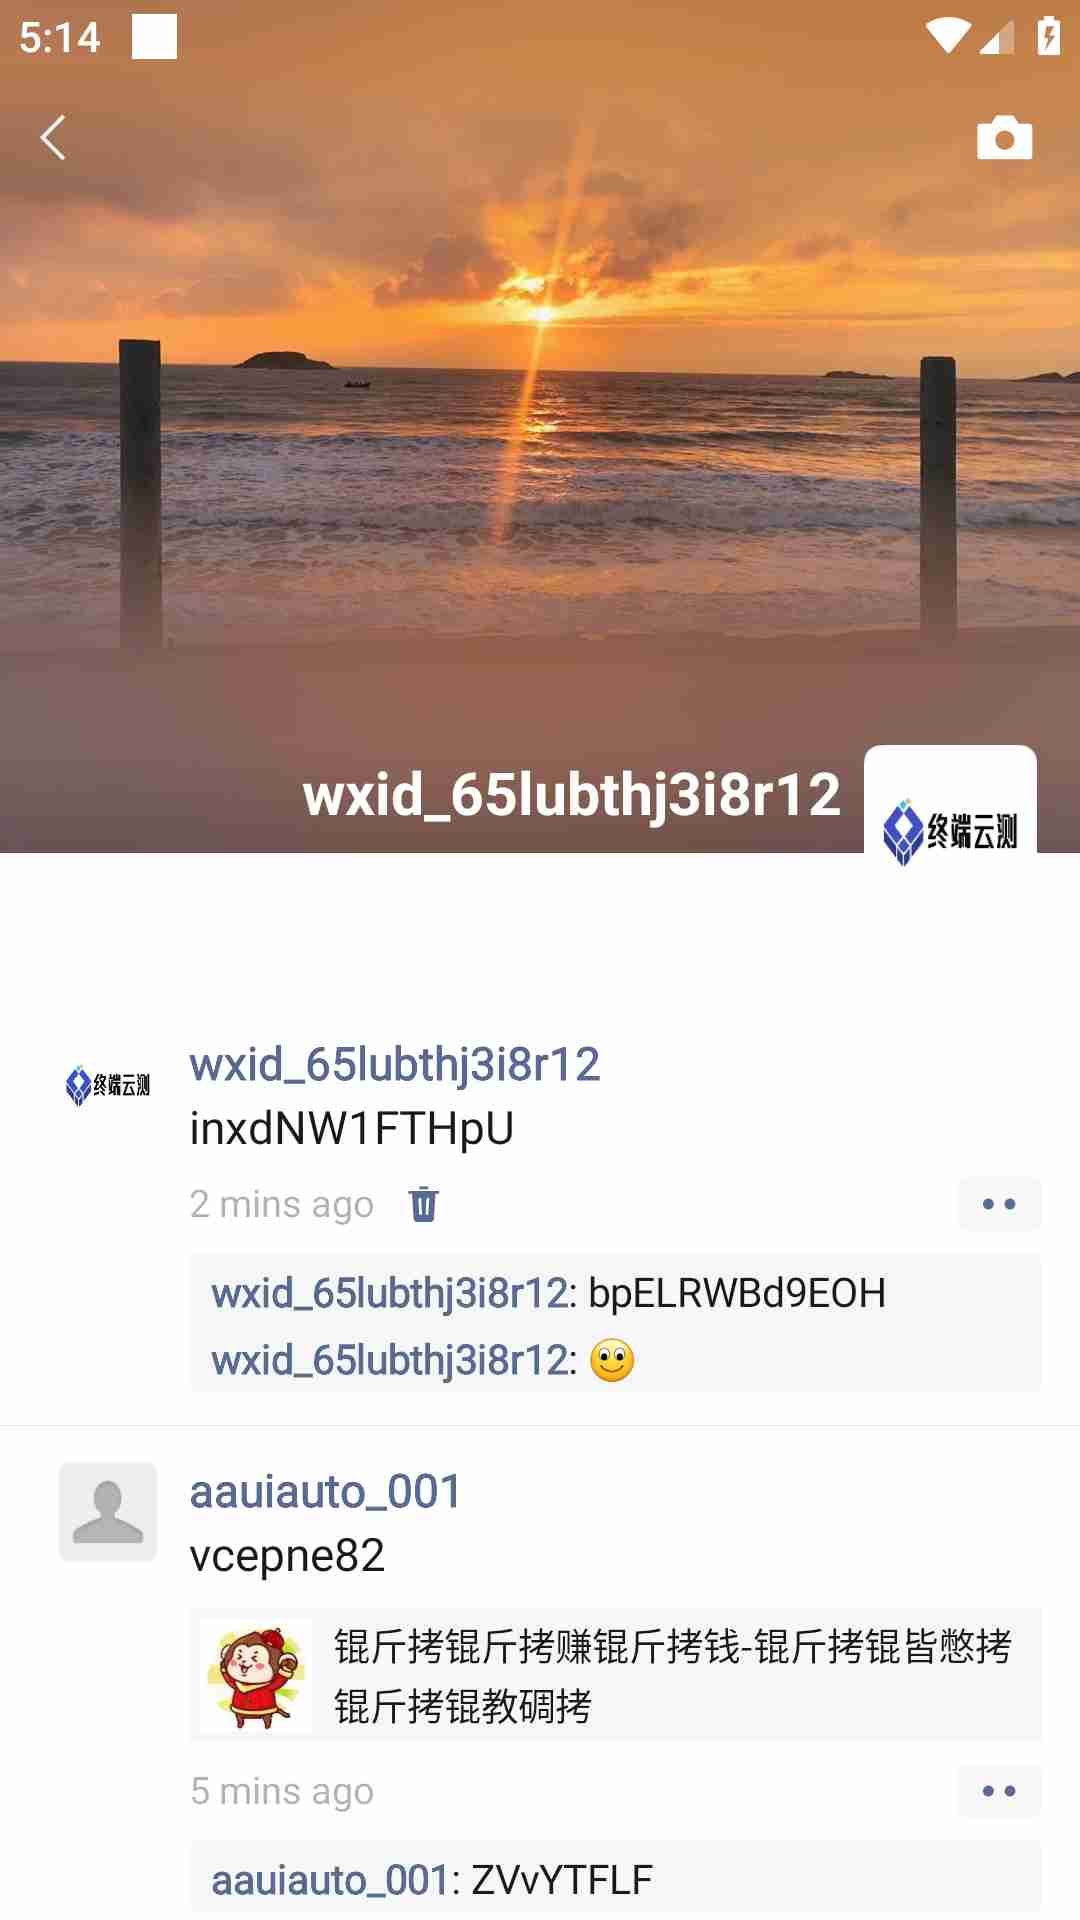 5:14
wxid_65lubthj3i8r12
终端云测
wxid_65lubthj3i8r12
终端云测
inxdNW1FTHpU
2 mins ago
wxid_65lubthj3i8r12: bpELRWBd9EOH
wxid_65lubthj3i8r12: 🙂
aauiauto_001
vcepne82
锟斤拷锟斤拷赚锟斤拷钱-锟斤拷锟皆憋拷
锟斤拷锟教碉拷
5 mins ago
aauiauto_001: ZVvYTFLF